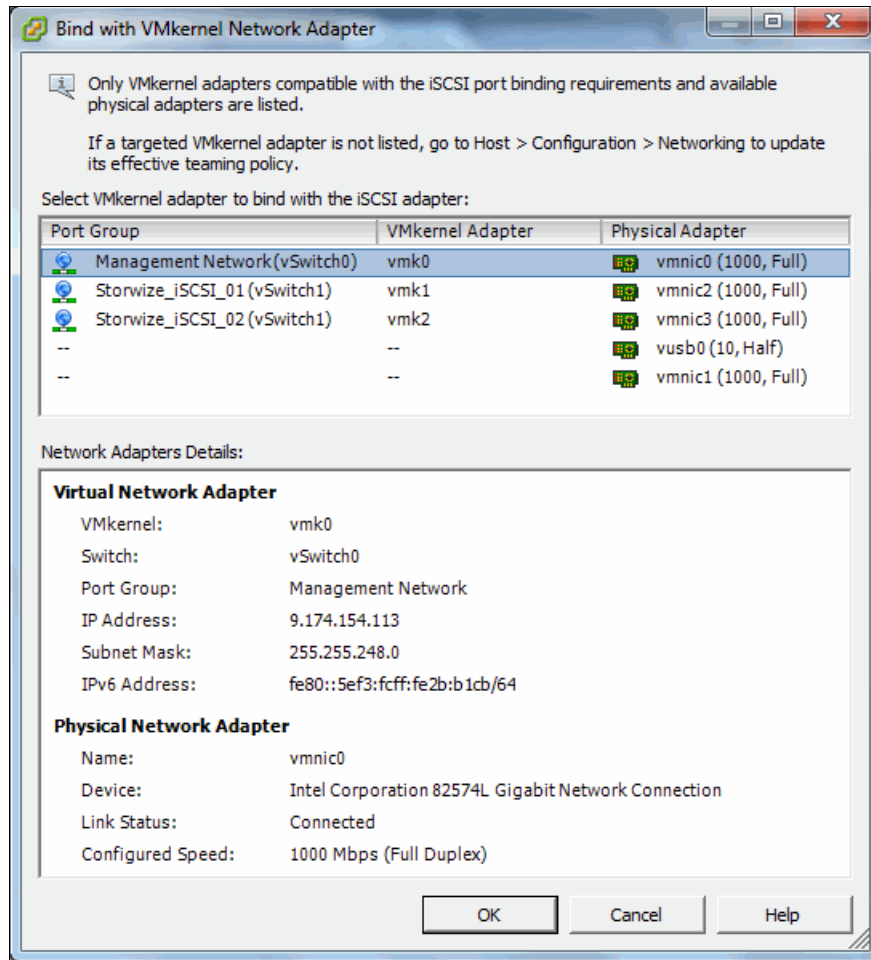 Bind with VMkernel Network Adapter
Only VMkernel adapters compatible with the iSCSI port binding requirements and available
physical adapters are listed.
If a targeted VMkernel adapter is not listed, go to Host > Configuration > Networking to update
its effective teaming policy.
Select VMkernel adapter to bind with the iSCSI adapter:
Port Group VMkernel Adapter Physical Adapter
Management Network (vSwitch0) vmk0 vmnic0 (1000, Full)
Storwize_iSCSI_01 (vSwitch1) vmk1 vmnic2 (1000, Full)
Storwize_iSCSI_02 (vSwitch1) vmk2 vmnic3 (1000, Full)
-- -- vusb0 (10, Half)
-- -- vmnic1 (1000, Full)
Network Adapters Details:
Virtual Network Adapter
VMkernel: vmk0
Switch: vSwitch0
Port Group: Management Network
IP Address: 9.174.154.113
Subnet Mask: 255.255.248.0
IPv6 Address: fe80::5ef3:fcff:fe2b:b1cb/64
Physical Network Adapter
Name: vmnic0
Device: Intel Corporation 82574L Gigabit Network Connection
Link Status: Connected
Configured Speed: 1000 Mbps (Full Duplex)
OK Cancel Help